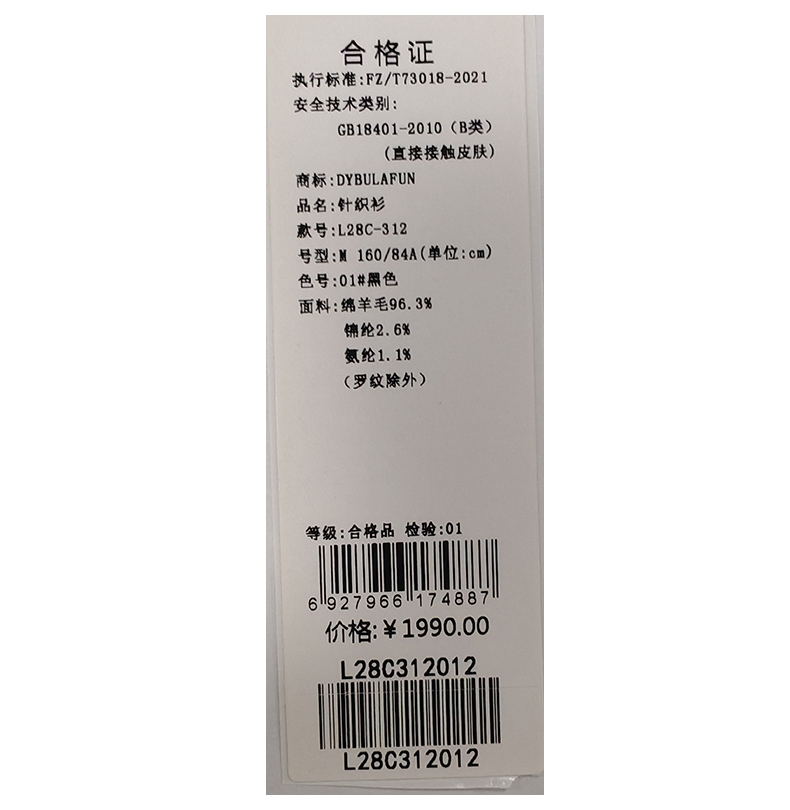 合格证
执行标准:FZ/T73018-2021
安全技术类别:
GB18401-2010（B类）
(直接接触皮肤)
商标:DYBULAFUN
品名:针织衫
款号:L28C-312
号型:M 160/84A(单位:cm)
色号:01#黑色
面料:绵羊毛96.3%
锦纶2.6%
氨纶1.1%
（罗纹除外）
等级:合格品 检验:01
6 927966 174887
价格:￥1990.00
L28C312012
L28C312012